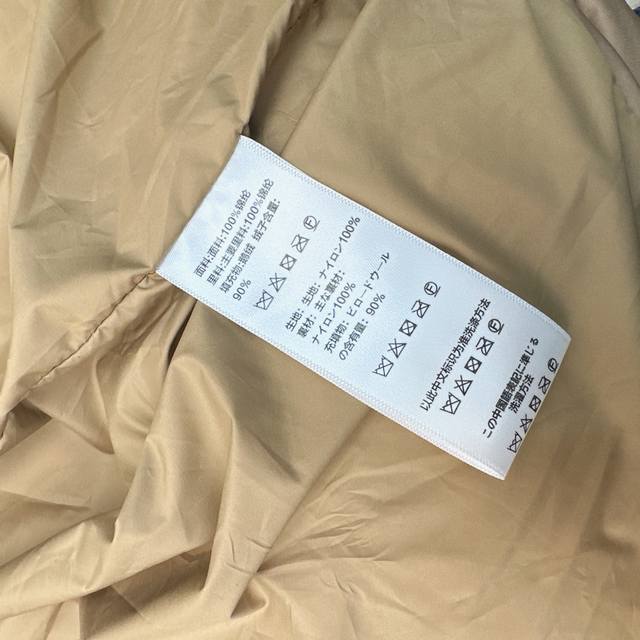 面料:面料:100%锦纶
里料:主要里料:100%锦纶
填充物:鹅绒 绒子含量:
90%
生地: 生地: ナイロン100%
裏材: 主な裏材:
ナイロン100%
充填物: ビロードウール
の含有量: 90%
以此中文标识为准洗涤方法
この中国語表記に準じる
洗濯方法